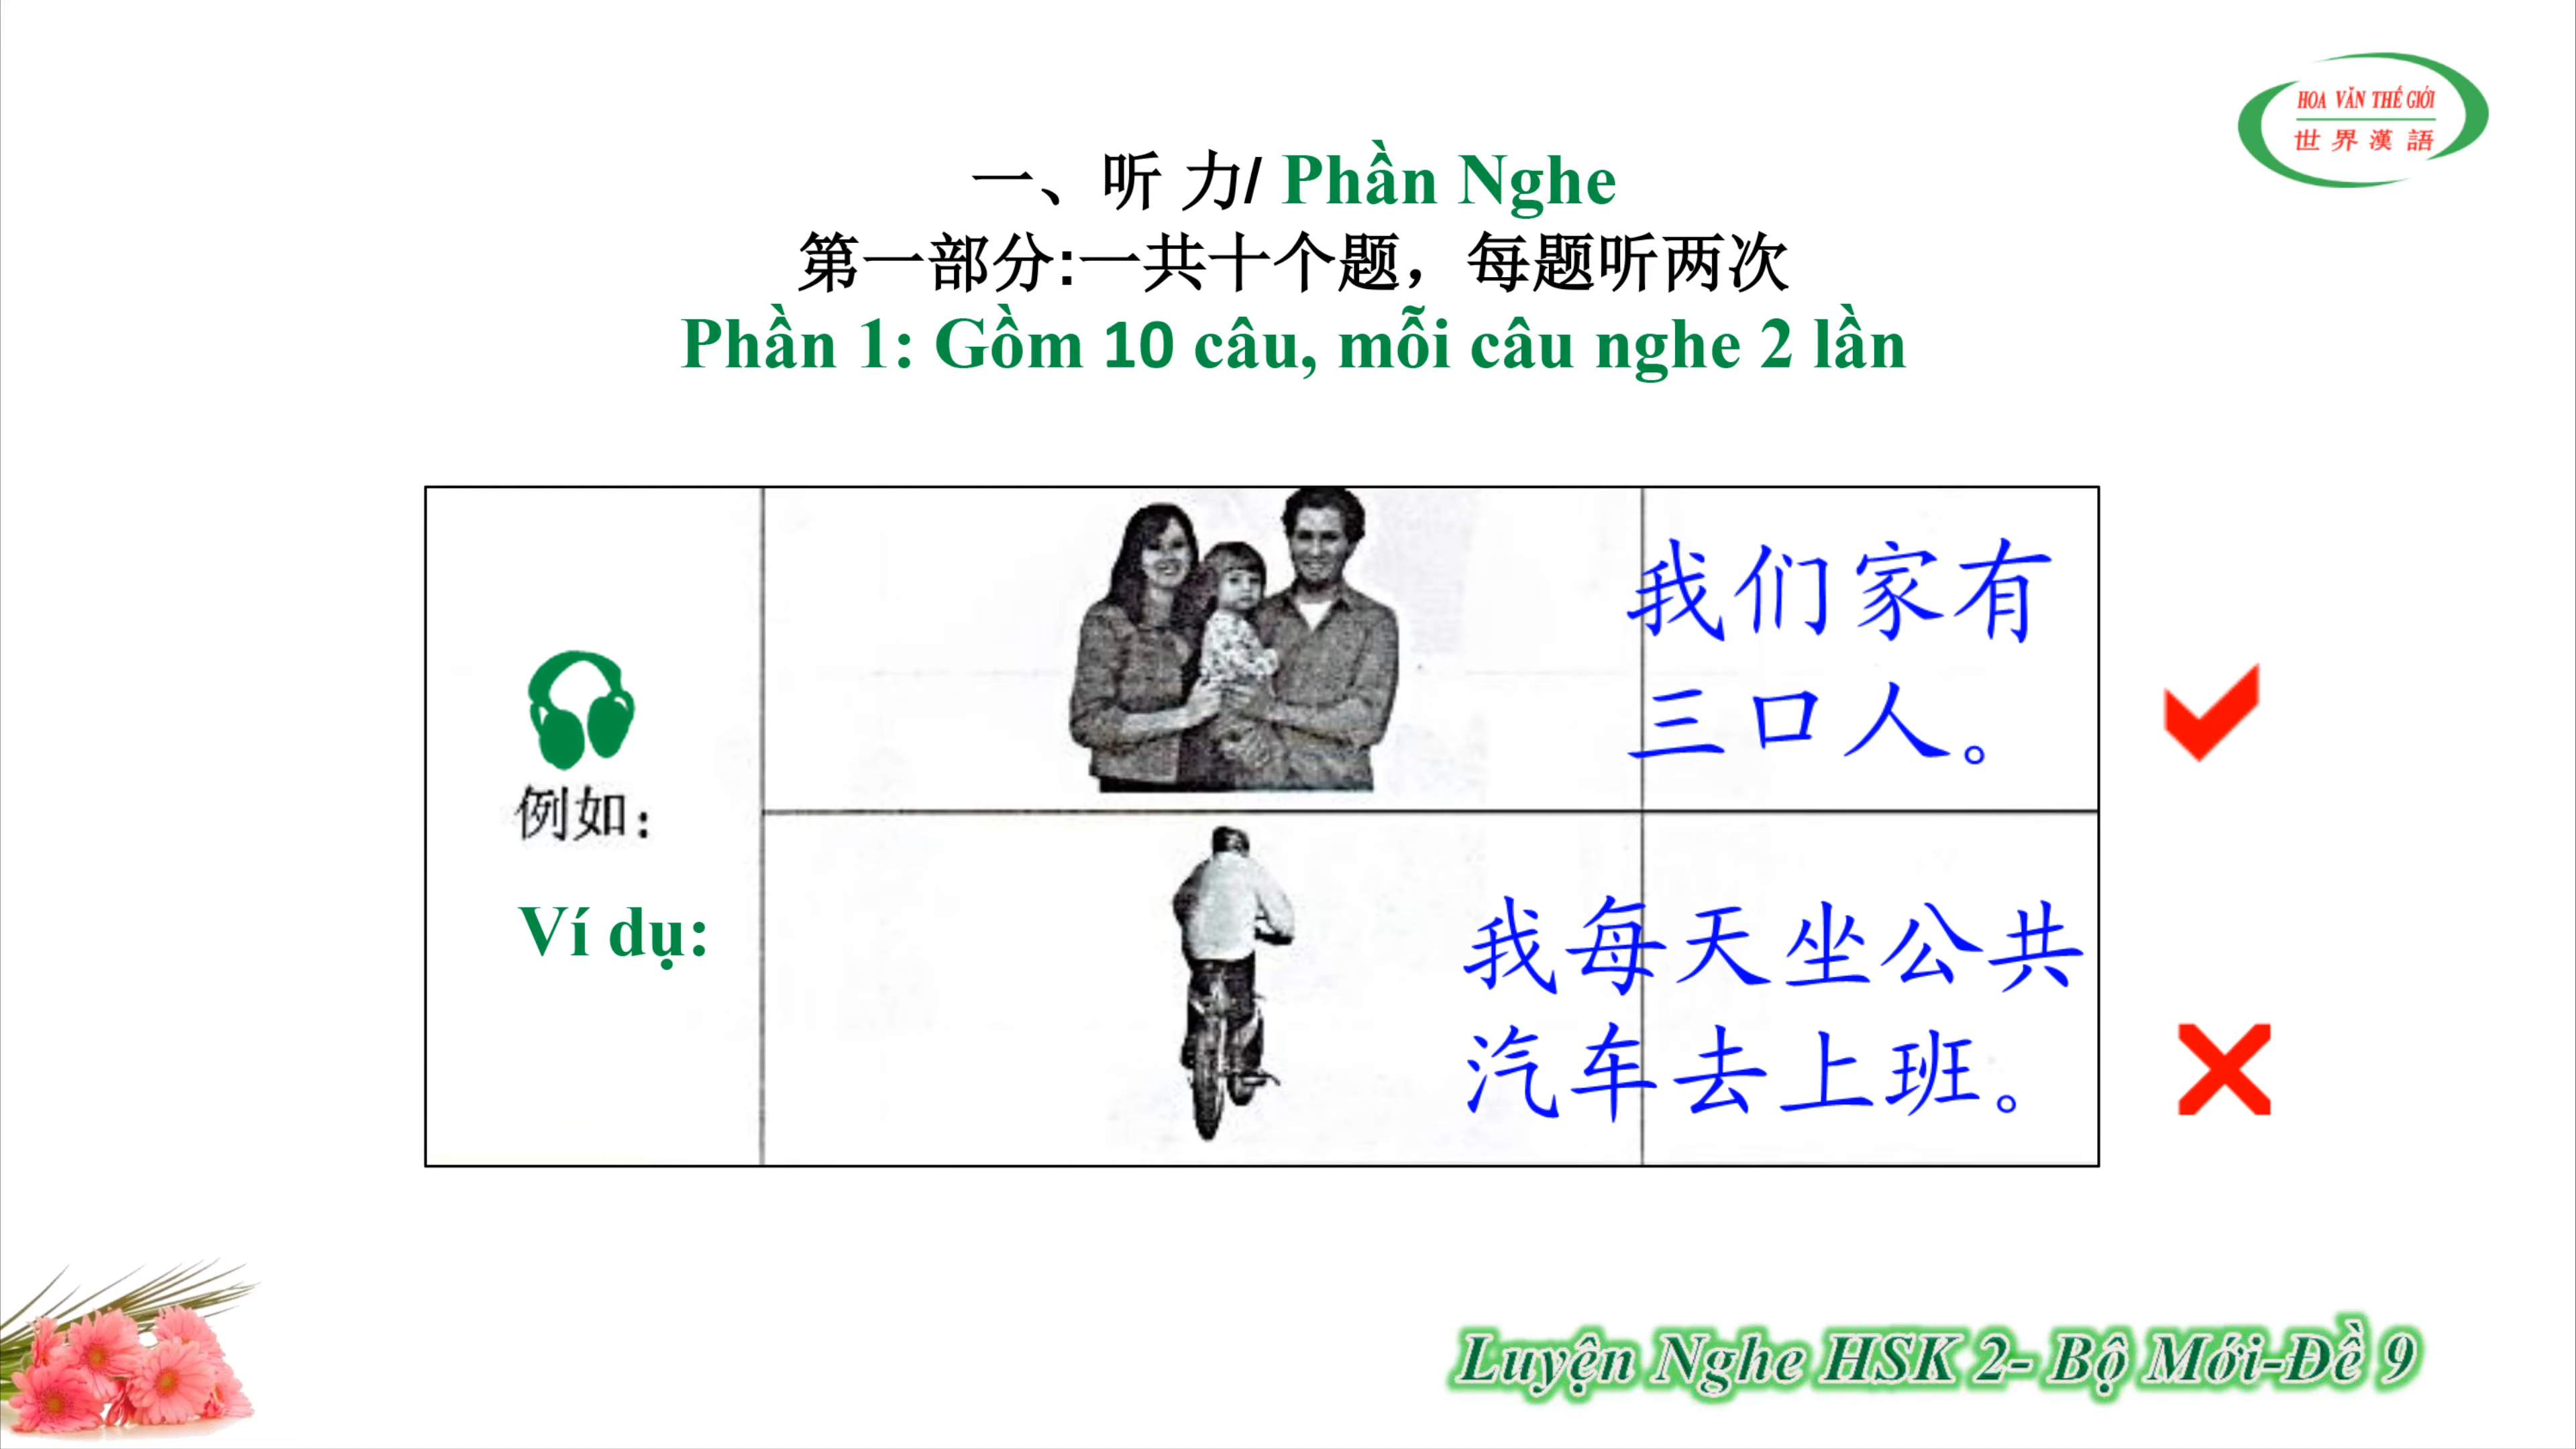 HOA VĂN THẾ GIỚI
世界漢語
一、听 力/ Phần Nghe
第一部分:一共十个题，每题听两次
Phần 1: Gồm 10 câu, mỗi câu nghe 2 lần
例如：
Ví dụ:
我们家有
三口人。
我每天坐公共
汽车去上班。
Luyện Nghe HSK 2- Bộ Mới-Đề 9